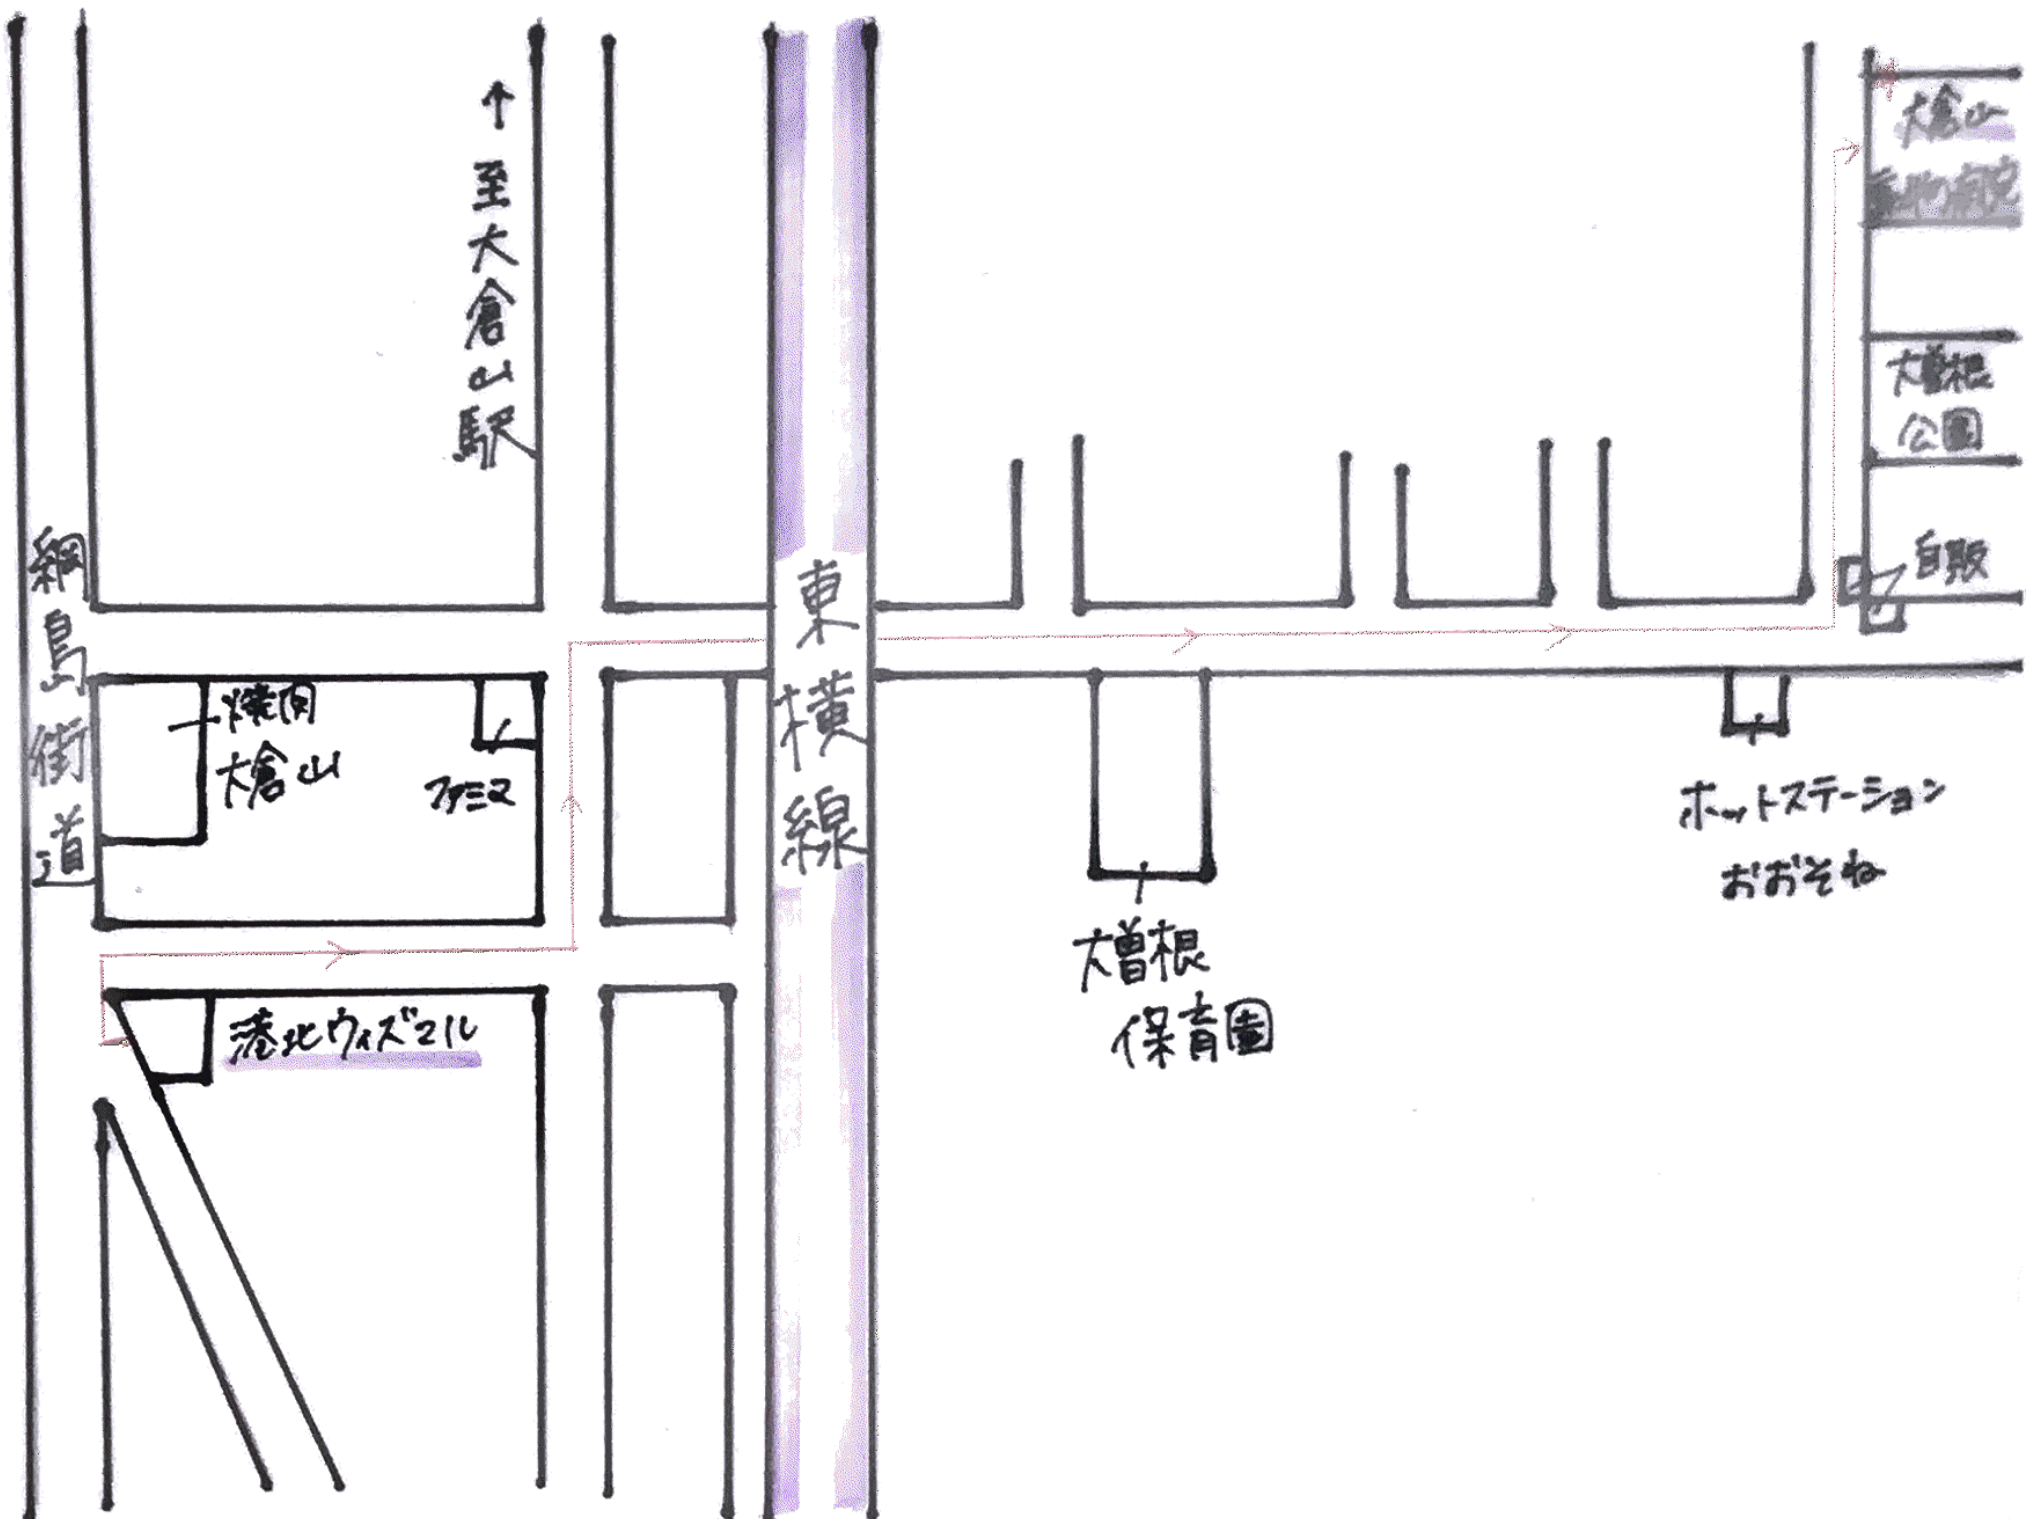 ↑至大倉山駅
綱島街道
焼肉
大倉山
ファミマ
港北ウィズマル
東横線
大曽根
保育園
ホットステーション
おおそね
自販
大曽根
公園
大倉山